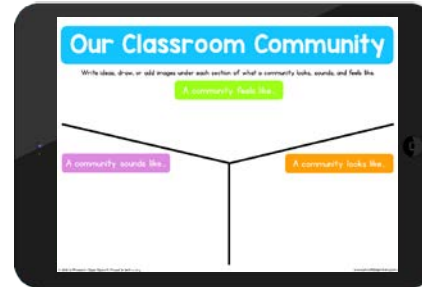 Our Classroom Community
Write ideas, draw, or add images under each section of what a community looks, sounds, and feels like.
A community feels like...
A community sounds like...
A community looks like...